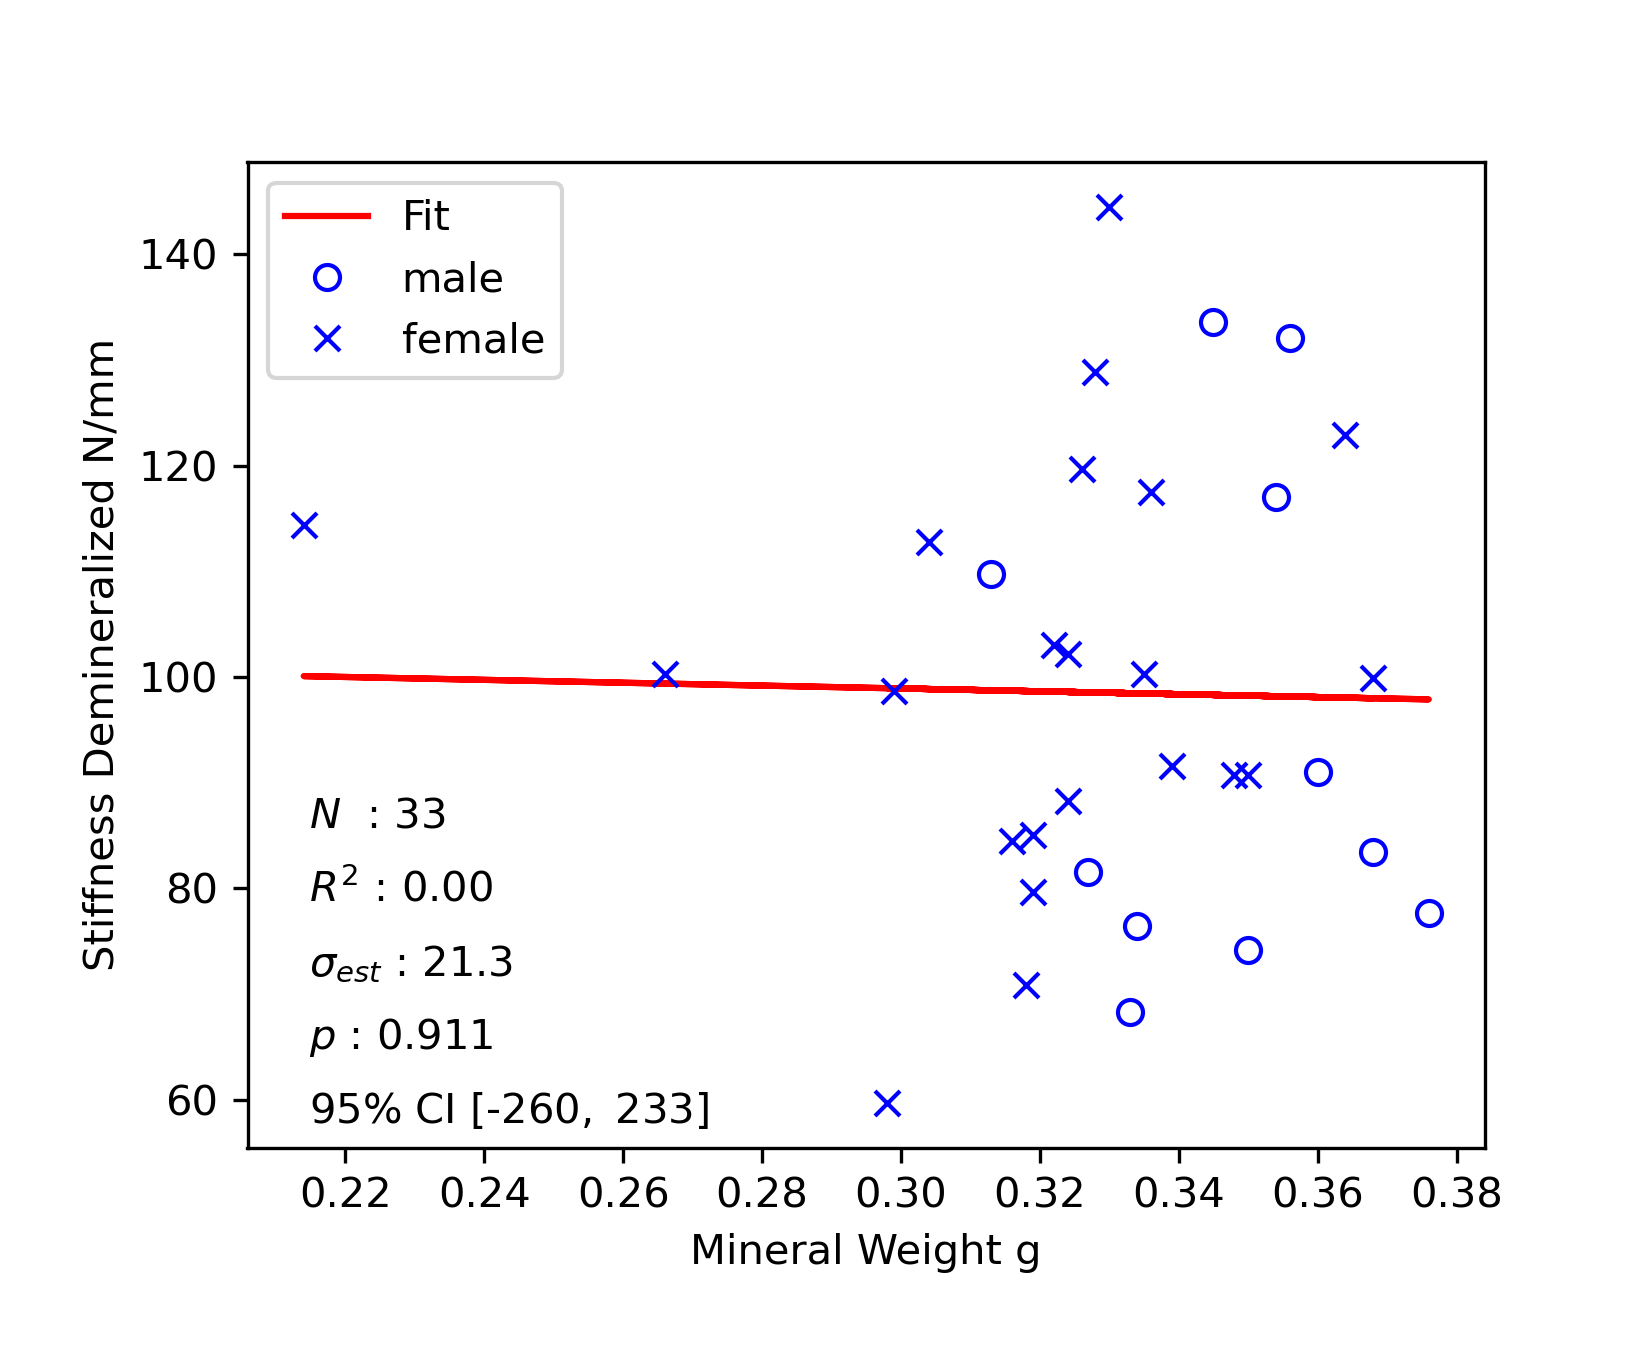 Fit
male
female
140
120
100
80
60
Stiffness Demineralized N/mm
N : 33
R² : 0.00
σest : 21.3
p : 0.911
95% CI [-260, 233]
0.22 0.24 0.26 0.28 0.30 0.32 0.34 0.36 0.38
Mineral Weight g